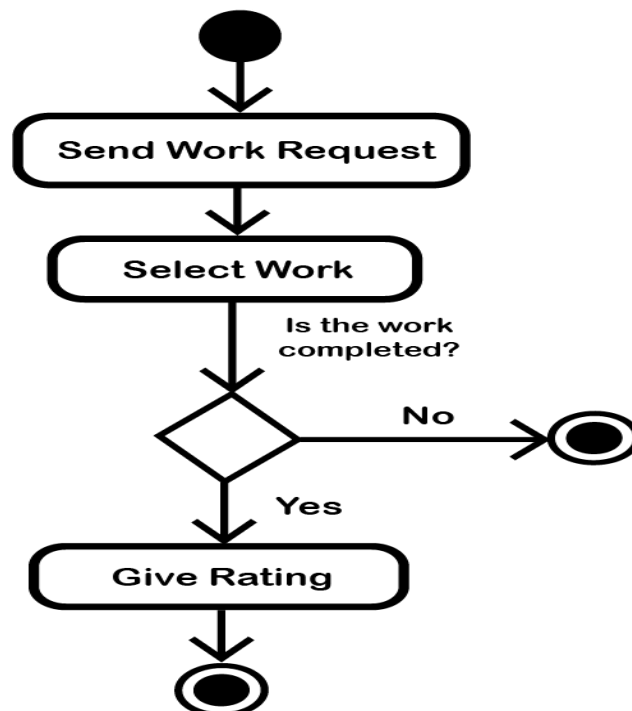 Send Work Request
Select Work
Is the work
completed?
No
Yes
Give Rating